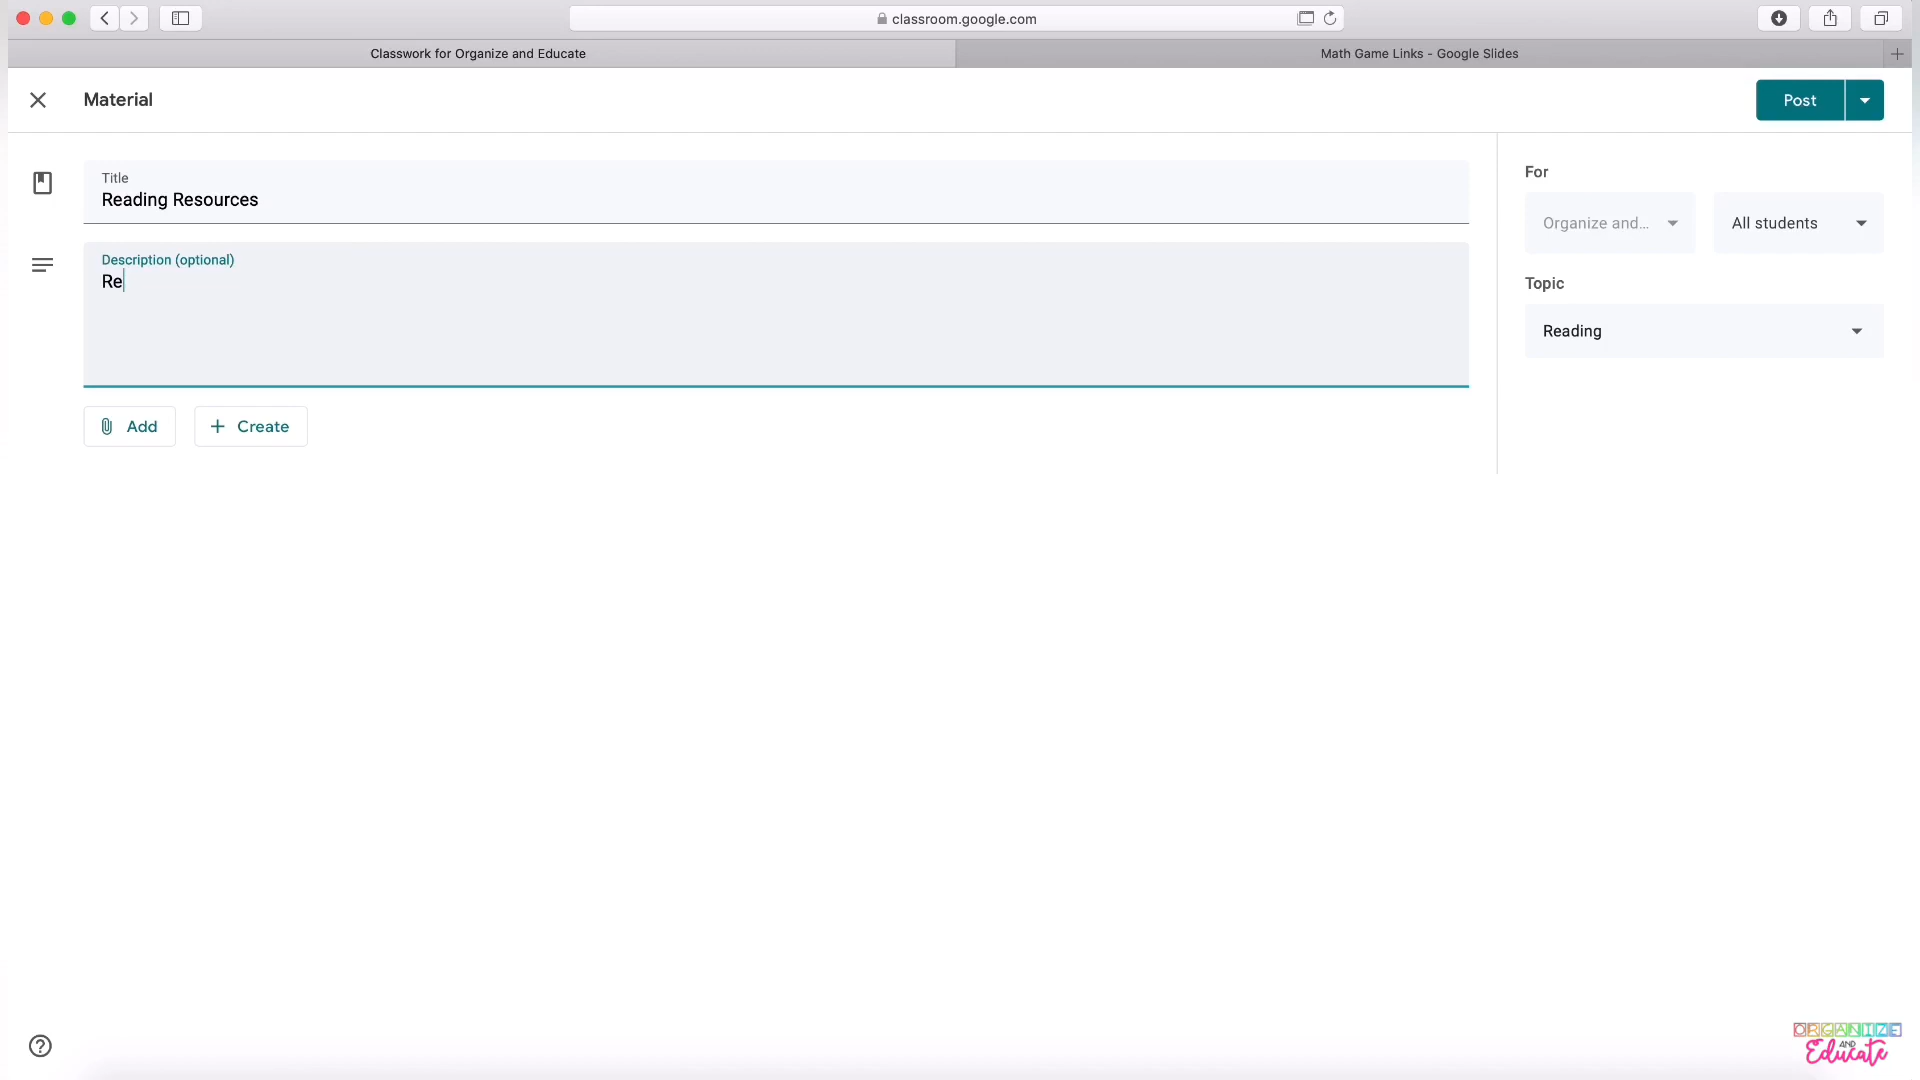 classroom.google.com
Classwork for Organize and Educate
Math Game Links - Google Slides
Material
Post
Title
Reading Resources
Description (optional)
Re
Add
Create
For
Organize and...
All students
Topic
Reading
ORGANIZE
AND
Educate